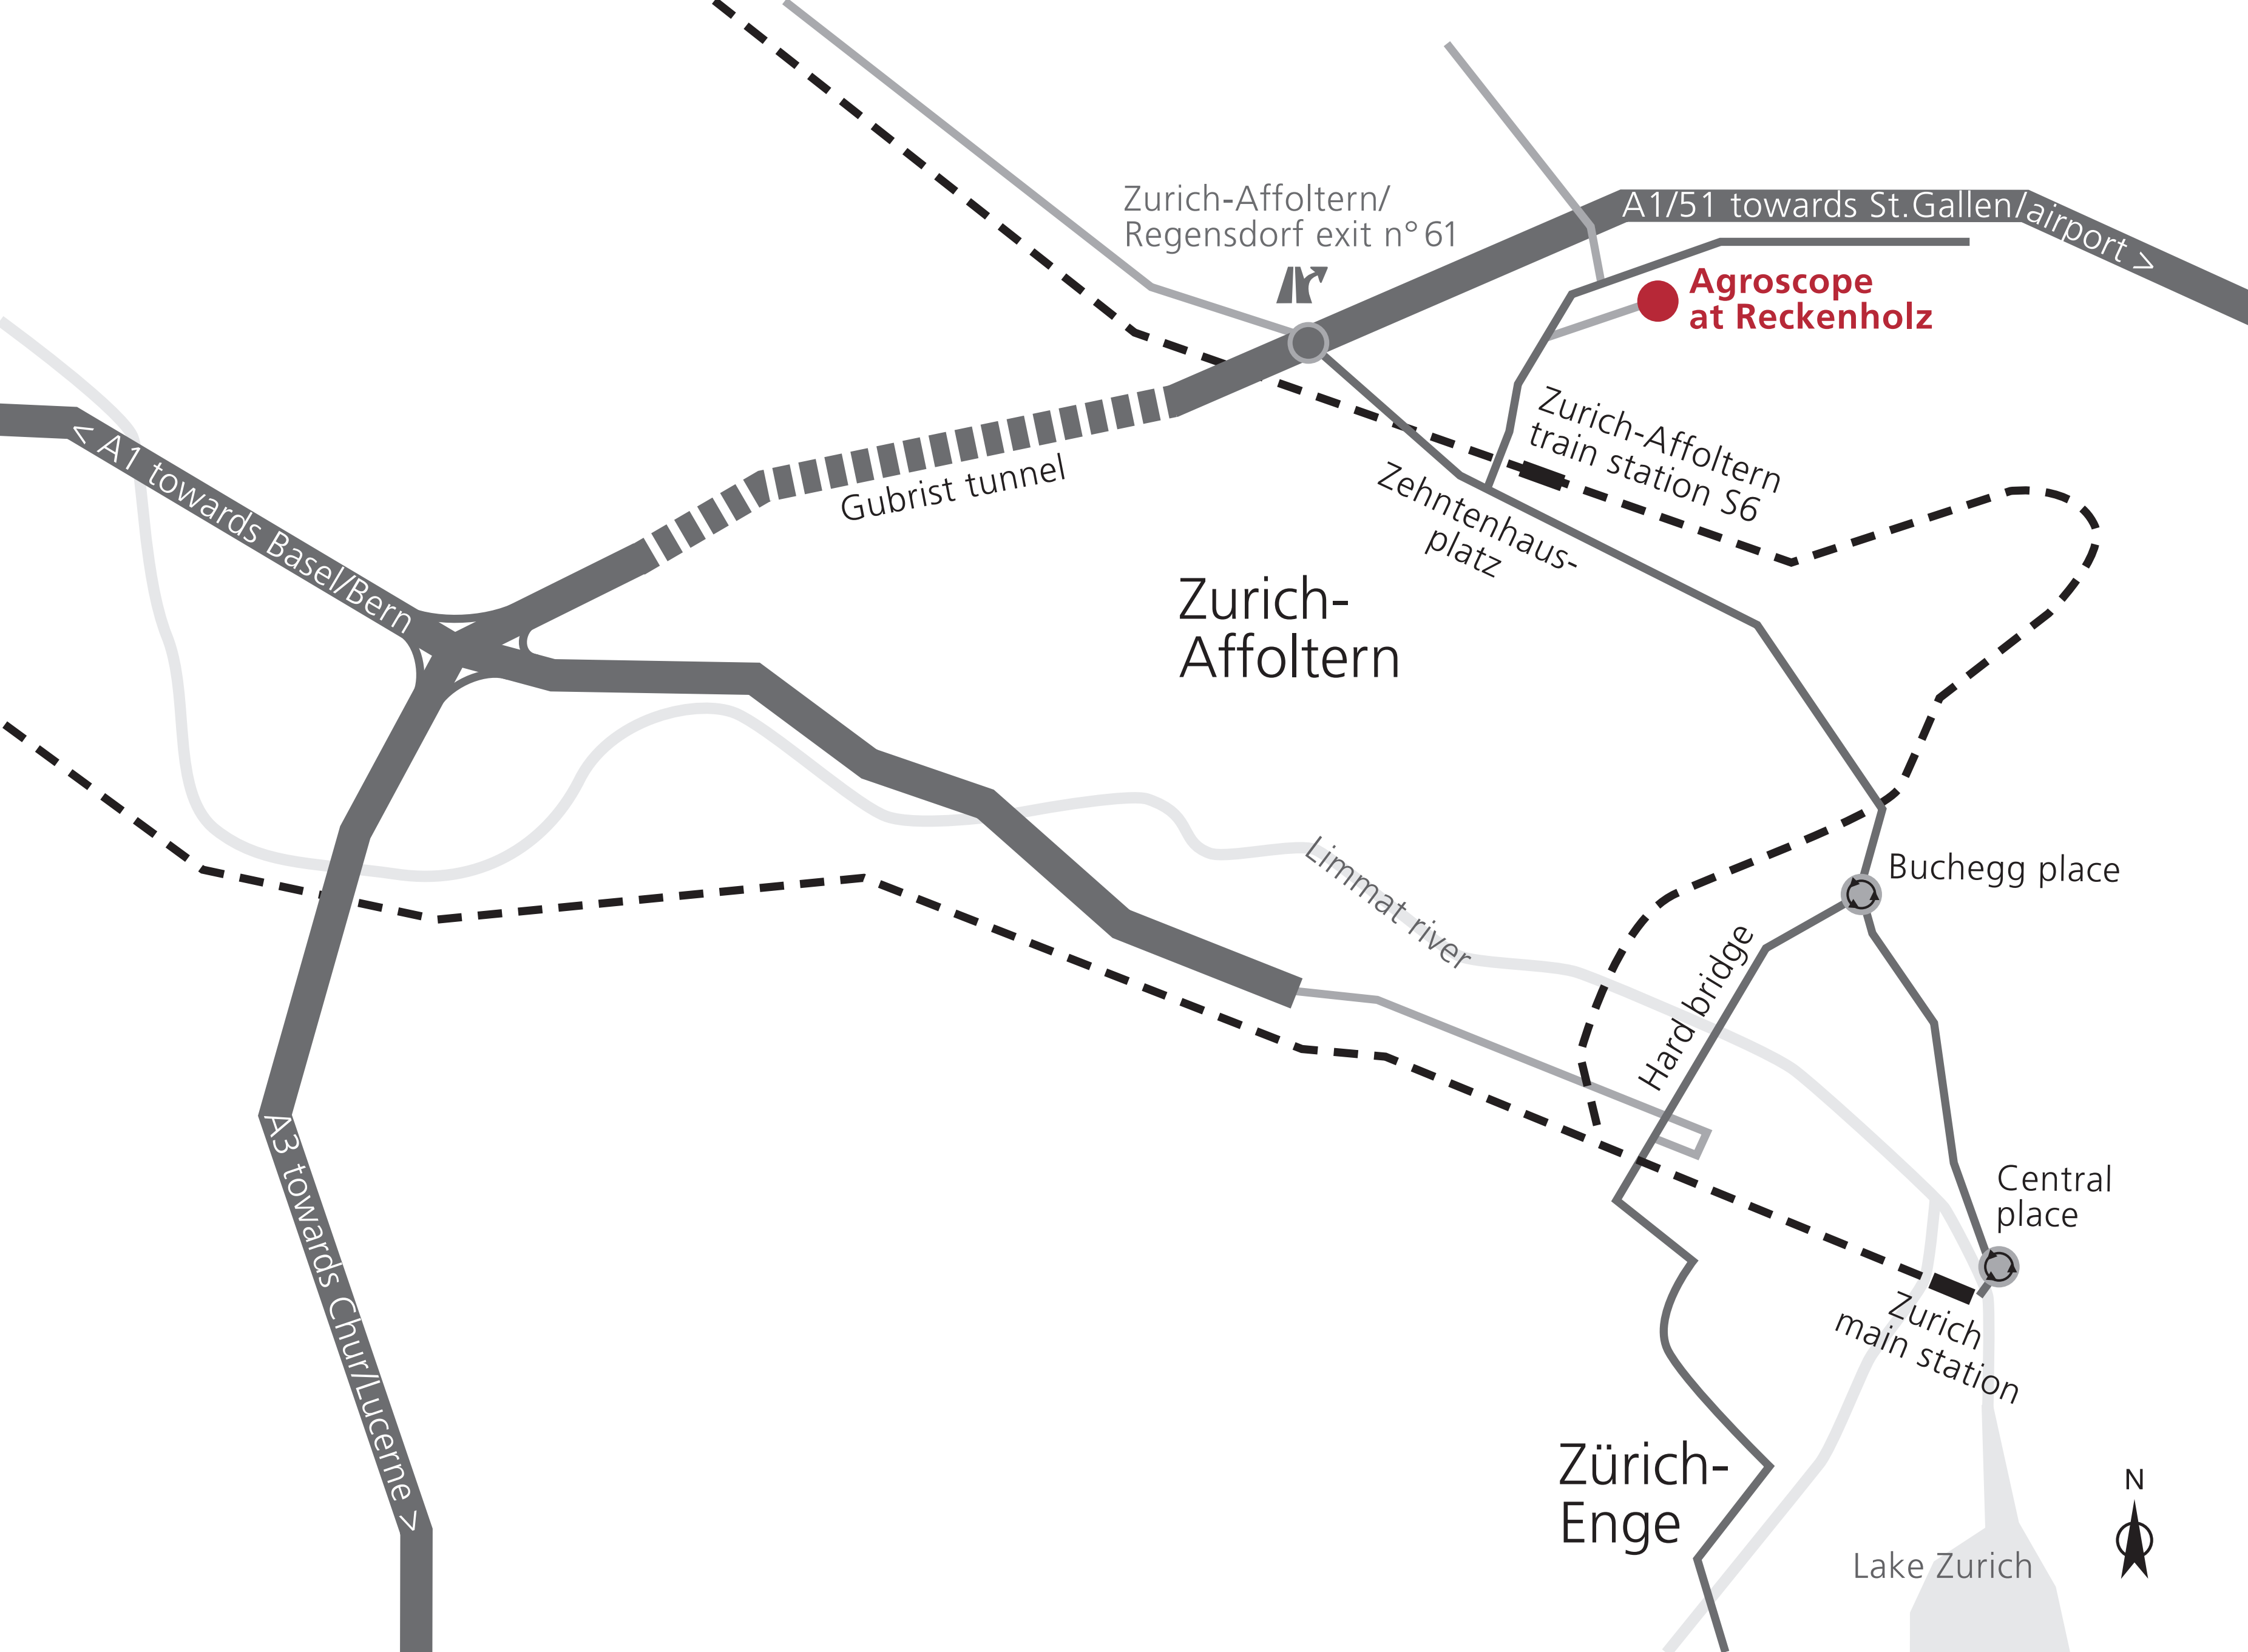 Zurich-Affoltern/
Regensdorf exit n° 61
A1/51 towards St.Gallen/airport >
Agroscope
at Reckenholz
< A1 towards Basel/Bern
Gubrist tunnel
Zurich-Affoltern
train station S6
Zehntenhaus-
platz
Zurich-
Affoltern
Limmat river
Buchegg place
Hard bridge
A3 towards Chur/Lucerne >
Central
place
Zurich
main station
Zürich-
Enge
N
Lake Zurich